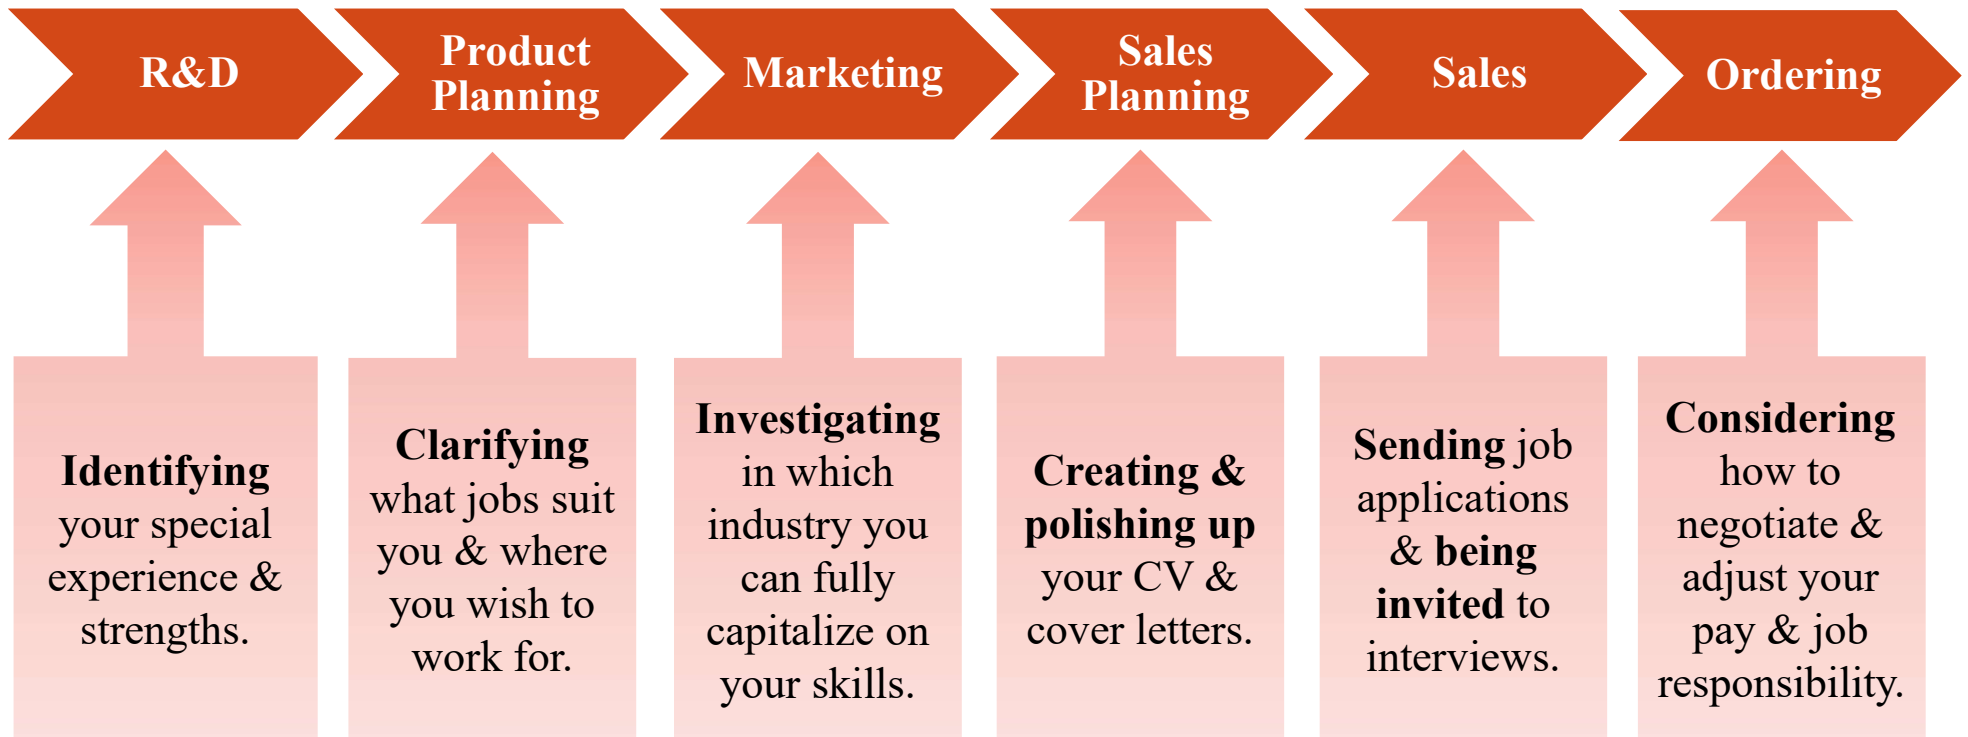 R&D
Product
Planning
Marketing
Sales
Planning
Sales
Ordering
Identifying
your special
experience &
strengths.
Clarifying
what jobs suit
you & where
you wish to
work for.
Investigating
in which
industry you
can fully
capitalize on
your skills.
Creating &
polishing up
your CV &
cover letters.
Sending job
applications
& being
invited to
interviews.
Considering
how to
negotiate &
adjust your
pay & job
responsibility.